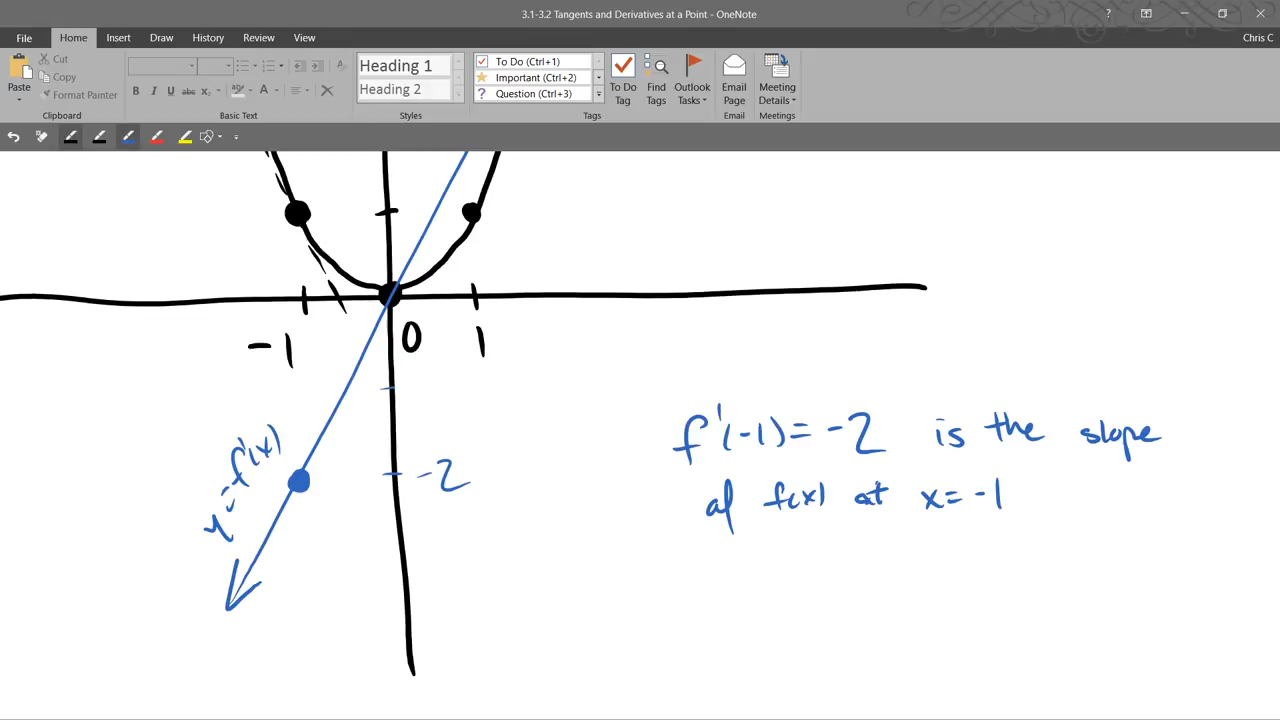 3.1-3.2 Tangents and Derivatives at a Point - OneNote
?
File Home Insert Draw History Review View
Chris C
Paste
Cut
Copy
Format Painter
Clipboard
B I U abc x₂ A
Basic Text
Heading 1
Heading 2
Styles
To Do (Ctrl+1)
Important (Ctrl+2)
? Question (Ctrl+3)
To Do Tag
Find Tags
Outlook Tasks
Tags
Email Page
Email
Meeting Details
Meetings
-1
0
1
-2
y=f'(x)
f'(-1)=-2 is the slope
of f(x) at x=-1